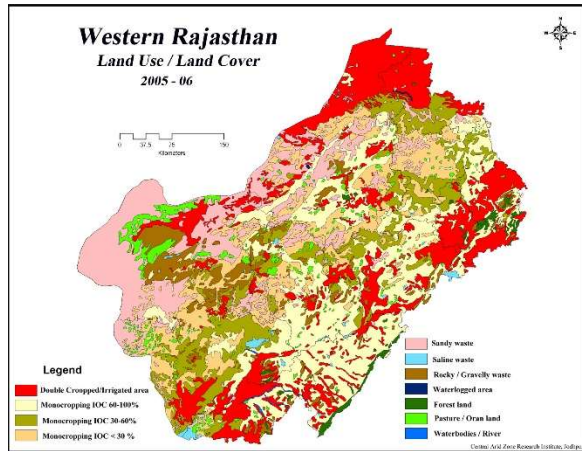 Western Rajasthan
Land Use / Land Cover
2005 - 06
N
W
E
S
0 37.5 75 150
Kilometers
Legend
Double Croopped/Irrigated area
Monocropping IOC 60-100%
Monocropping IOC 30-60%
Monocropping IOC < 30 %
Sandy waste
Saline waste
Rocky / Gravelly waste
Waterlogged area
Forest land
Pasture / Oran land
Waterbodies / River
Central Arid Zone Research Institute, Jodhpur